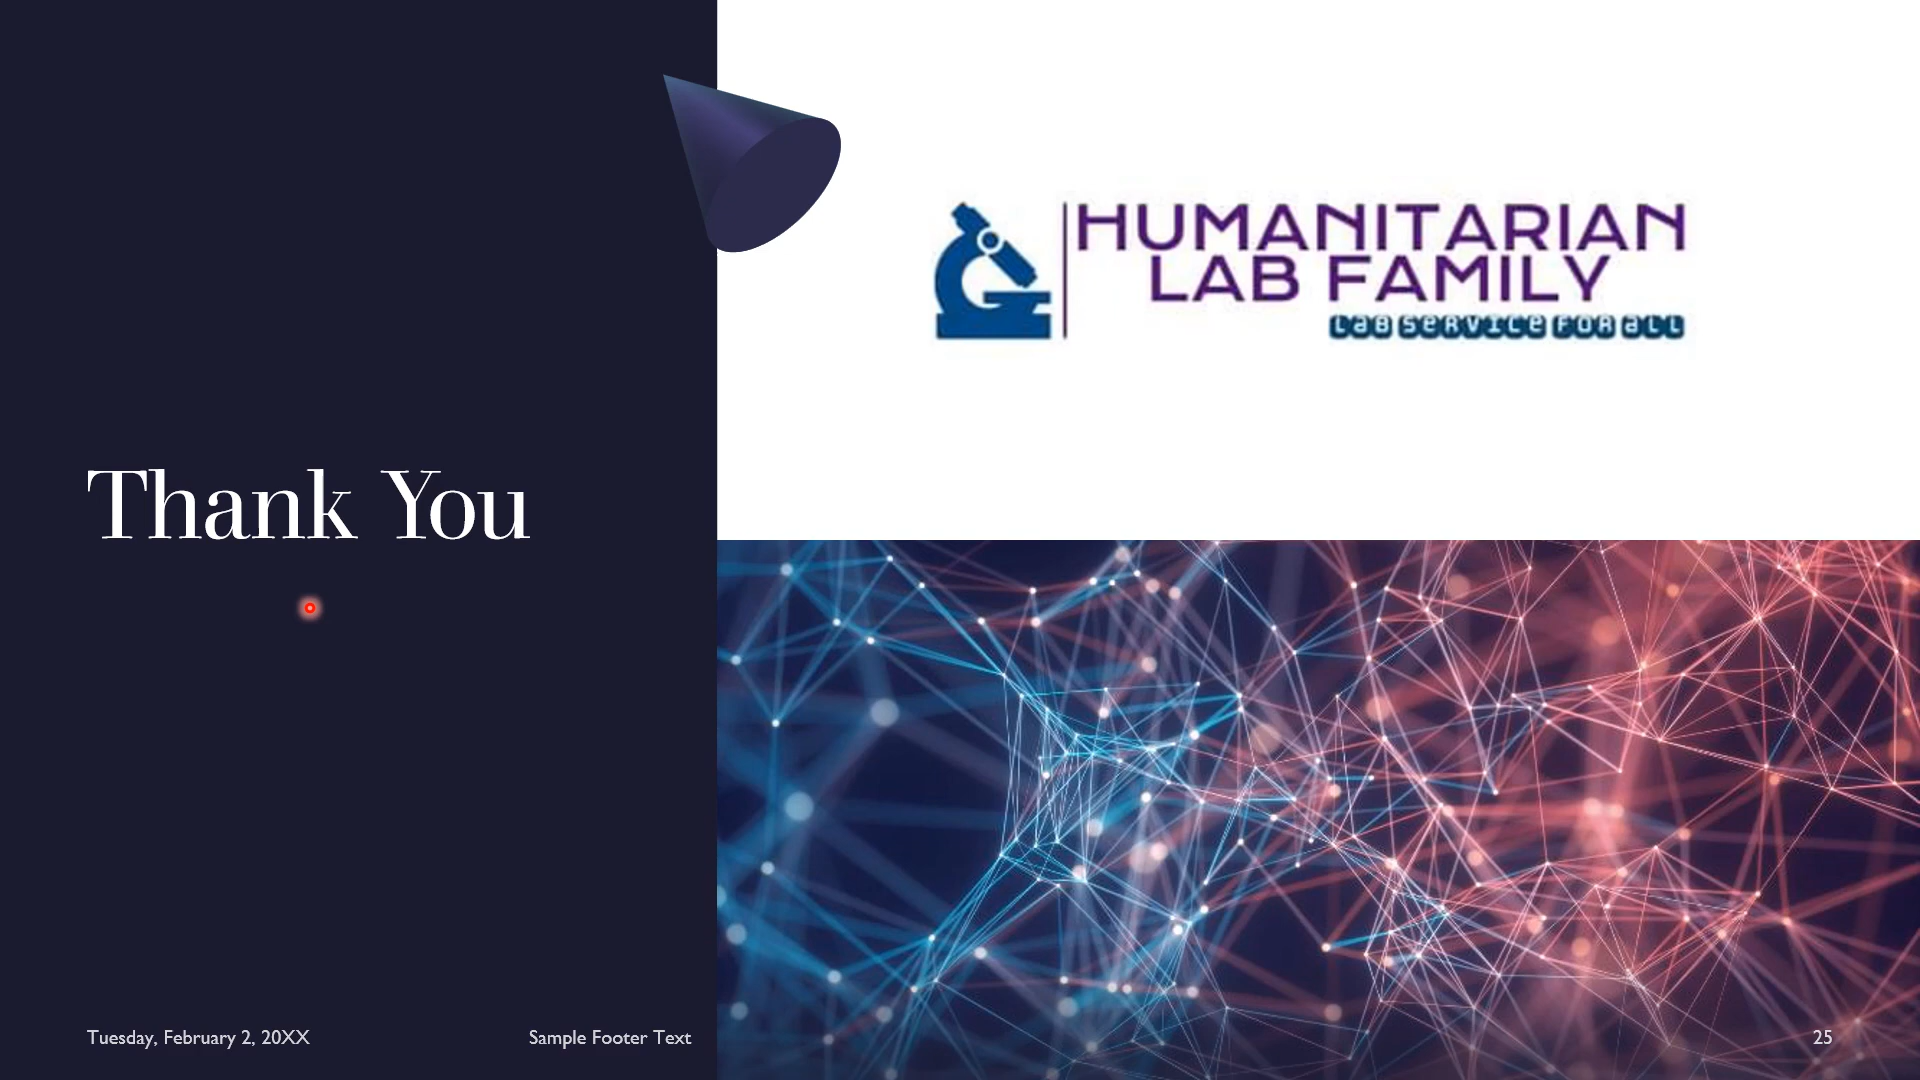 HUMANITARIAN
LAB FAMILY
LAB SERVICE FOR ALL
Thank You
Tuesday, February 2, 20XX
Sample Footer Text
25